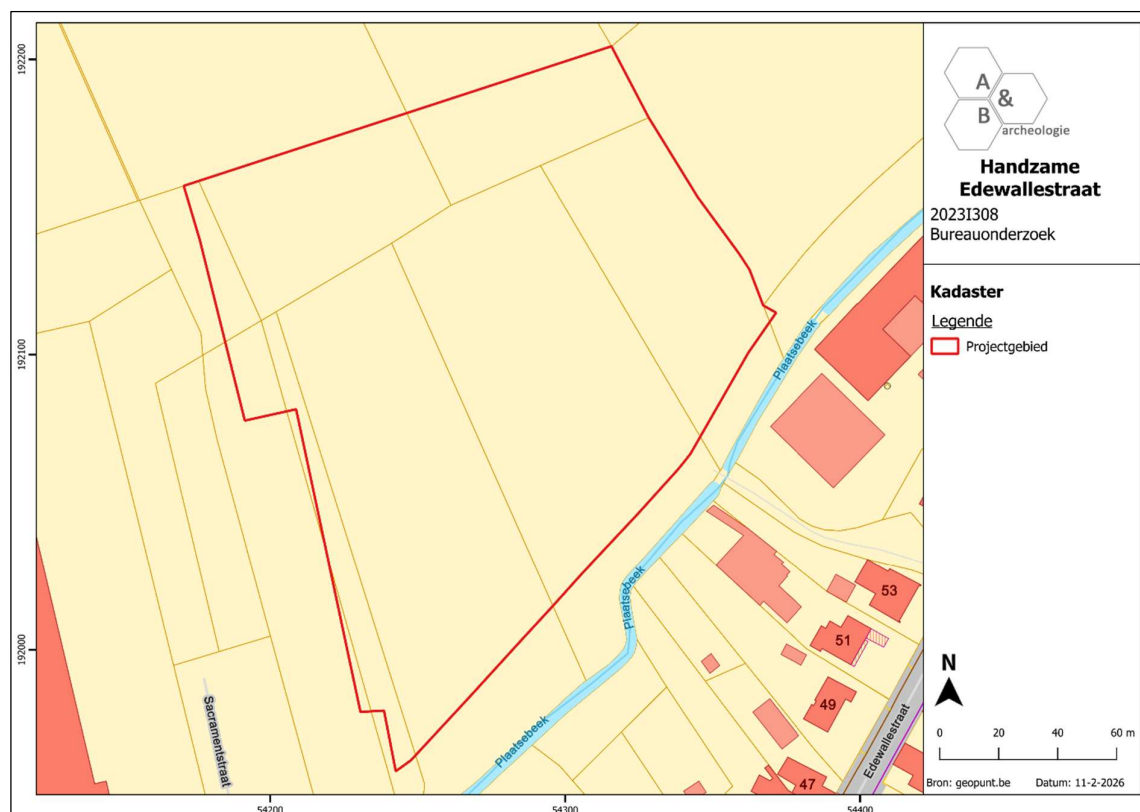 192200
192100
192000
54200
54300
54400
Plaatsebeek
Plaatsebeek
Plaatsebeek
Sacramentstraat
Edewallestraat
53
51
49
47
A
&
B
archeologie
Handzame
Edewallestraat
2023I308
Bureauonderzoek
Kadaster
Legende
Projectgebied
N
0 20 40 60 m
Bron: geopunt.be Datum: 11-2-2026